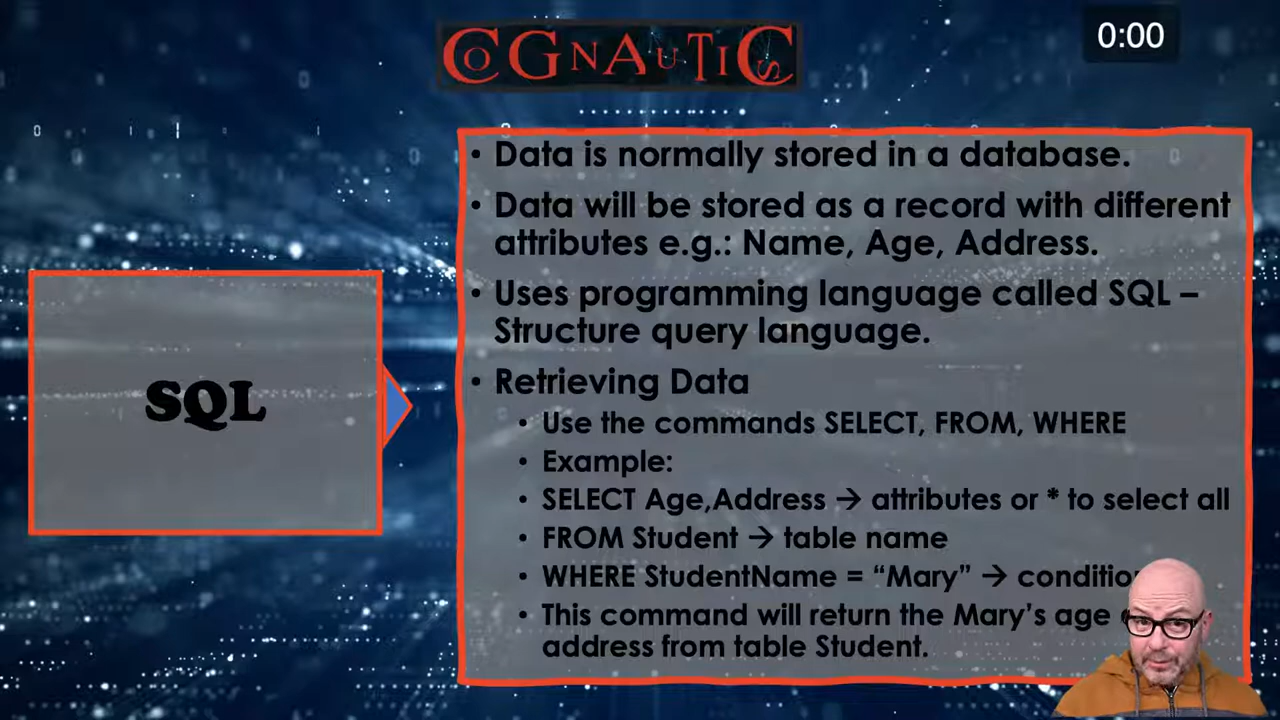 COGNAUTICS
0:00
• Data is normally stored in a database.
• Data will be stored as a record with different
attributes e.g.: Name, Age, Address.
• Uses programming language called SQL –
Structure query language.
SQL
• Retrieving Data
• Use the commands SELECT, FROM, WHERE
• Example:
• SELECT Age,Address → attributes or * to select all
• FROM Student → table name
• WHERE StudentName = “Mary” →
• This command will return the Mary’s age
address from table Student.